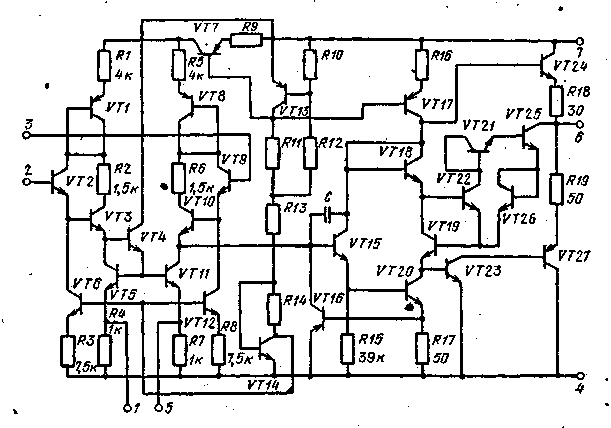 VT7 R9
7
R1 4к R5 4к R10 R16 VT24
VT1 VT8 VT13 VT17 R18 30
3 VT21 VT25 6
2 VT2 R2 1,5к R6 1,5к VT9 R11 R12 VT18 VT22 R19 50
VT3 VT4 VT10 R13 C VT15 VT19 VT26
VT6 VT5 VT11 R14 VT16 VT20 VT23 VT27
R3 7,5к R4 1к R7 1к VT12 R8 7,5к VT14 R15 39к R17 50
1 5 4